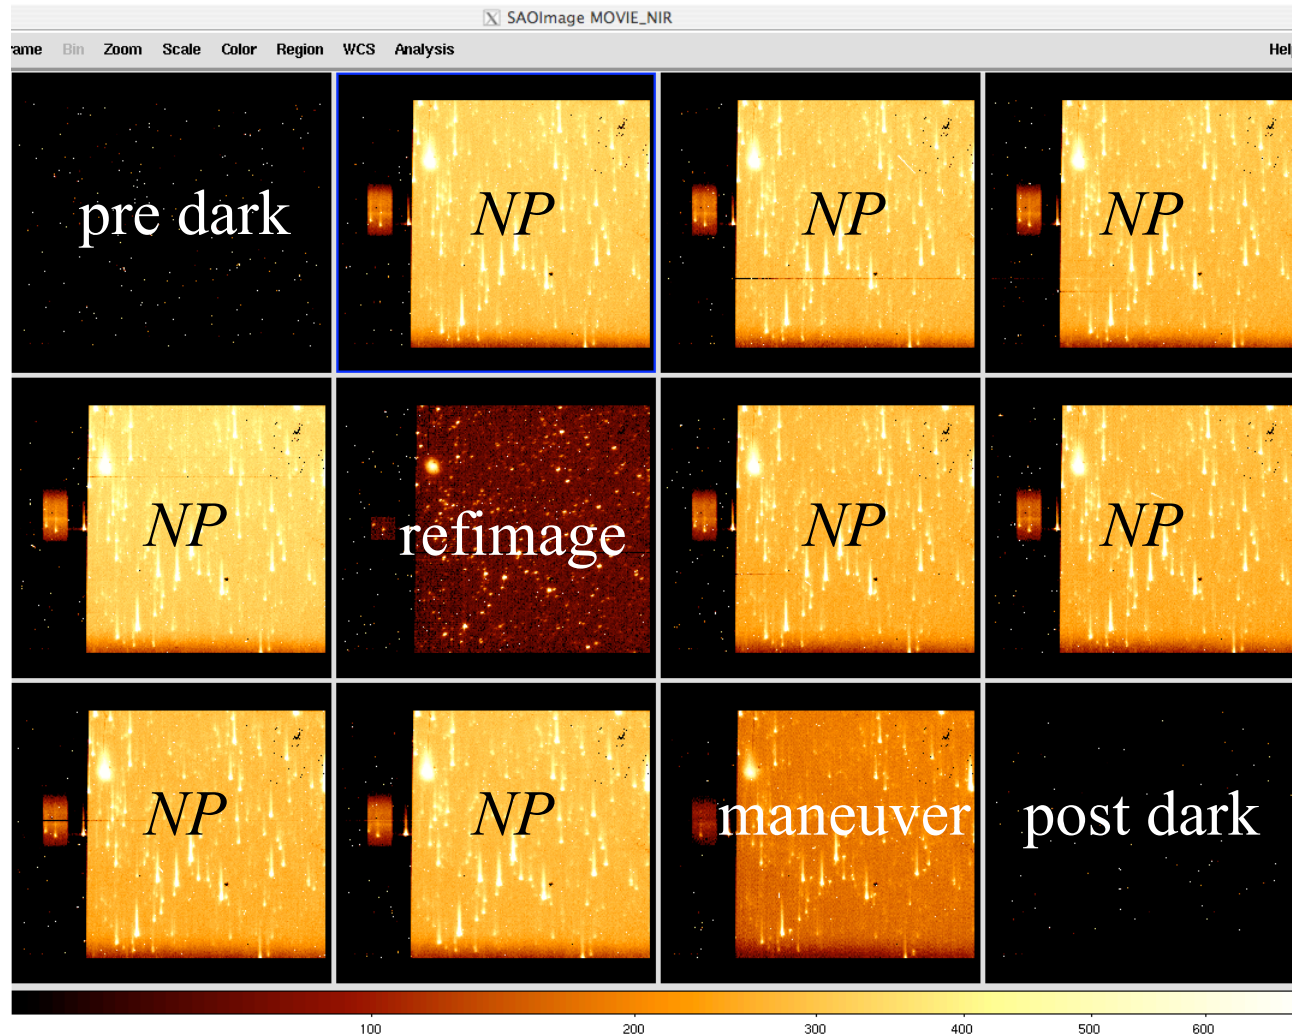 SAOImage MOVIE_NIR
ame Bin Zoom Scale Color Region WCS Analysis Hel
pre dark NP NP NP
NP refimage NP NP
NP NP maneuver post dark
100 200 300 400 500 600